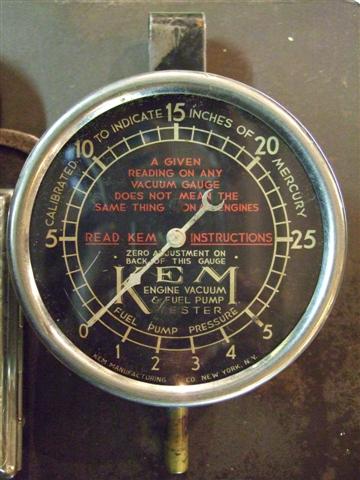 CALIBRATED TO INDICATE INCHES OF MERCURY
0 5 10 15 20 25
A GIVEN
READING ON ANY
VACUUM GAUGE
DOES NOT MEAN THE
SAME THING ON ALL ENGINES
READ KEM INSTRUCTIONS
ZERO ADJUSTMENT ON
BACK OF THIS GAUGE
KEM
ENGINE VACUUM
& FUEL PUMP
TESTER
FUEL PUMP PRESSURE
1 2 3 4 5
KEM MANUFACTURING CO. NEW YORK, N.Y.